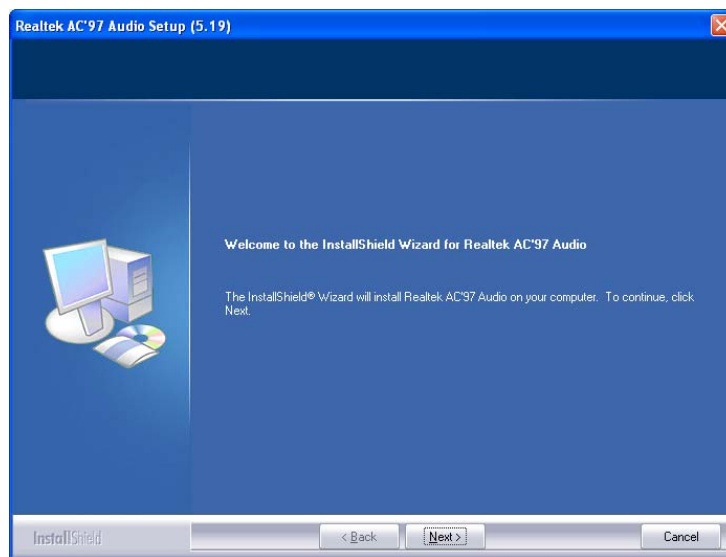 Realtek AC'97 Audio Setup (5.19)
Welcome to the InstallShield Wizard for Realtek AC'97 Audio
The InstallShield® Wizard will install Realtek AC'97 Audio on your computer. To continue, click
Next.
InstallShield
< Back
Next >
Cancel